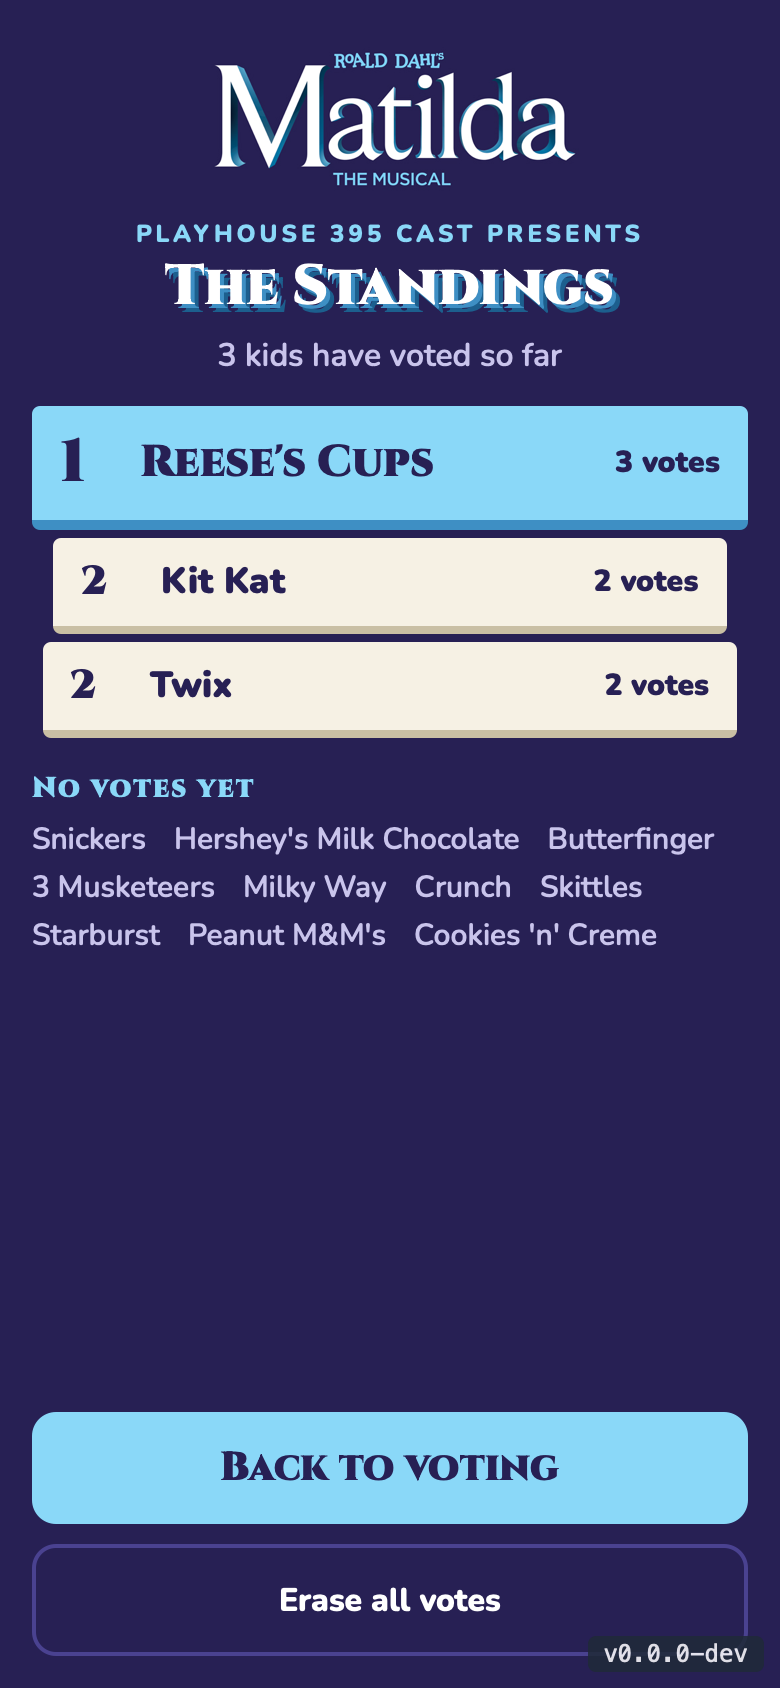 ROALD DAHL'S
Matilda
THE MUSICAL
PLAYHOUSE 395 CAST PRESENTS
The Standings
3 kids have voted so far
1 Reese's Cups 3 votes
2 Kit Kat 2 votes
2 Twix 2 votes
No votes yet
Snickers Hershey's Milk Chocolate Butterfinger
3 Musketeers Milky Way Crunch Skittles
Starburst Peanut M&M's Cookies 'n' Creme
Back to voting
Erase all votes
v0.0.0-dev